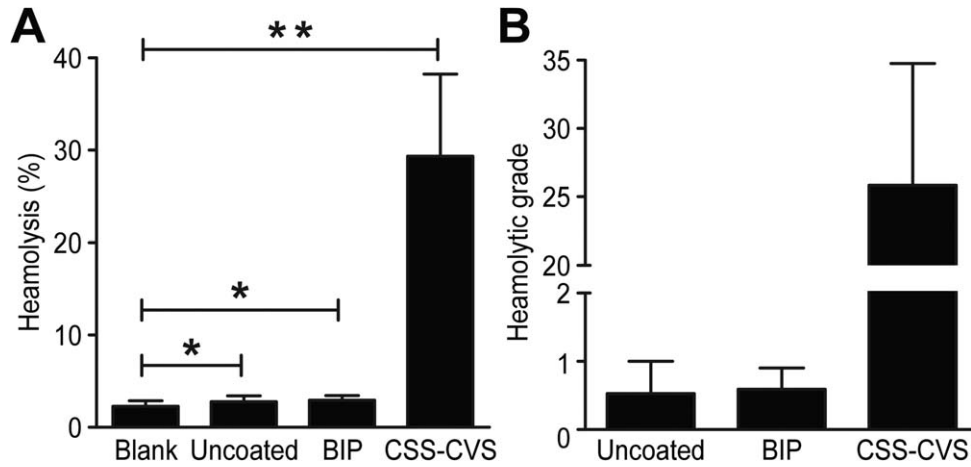 A
**
40
30
20
10
0
Heamolysis (%)
*
*
Blank Uncoated BIP CSS-CVS
B
35
30
25
20
2
1
0
Heamolytic grade
Uncoated BIP CSS-CVS